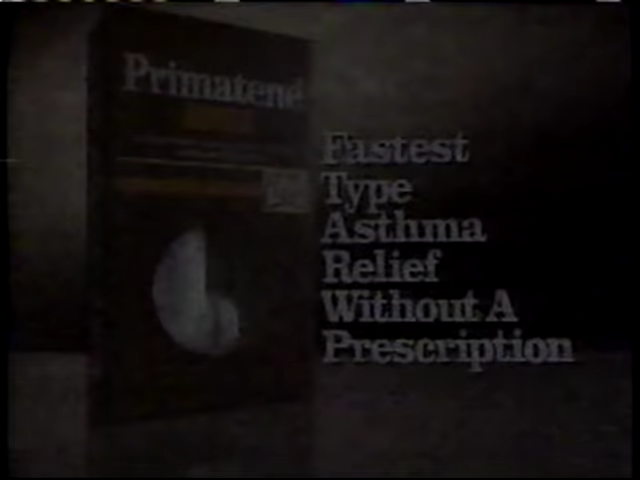 Primatene
Fastest
Type
Asthma
Relief
Without A
Prescription